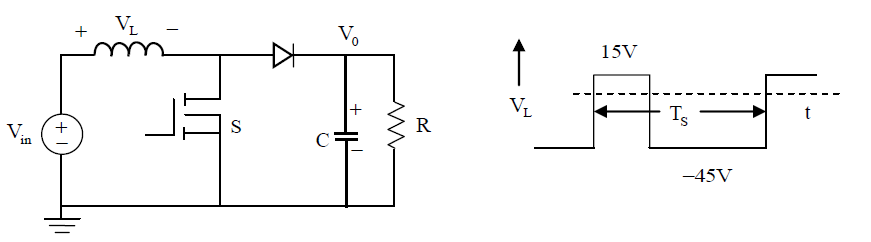 + V_L −
V_0
V_in
+
−
S
C
+
−
R
15V
V_L
T_S
t
−45V